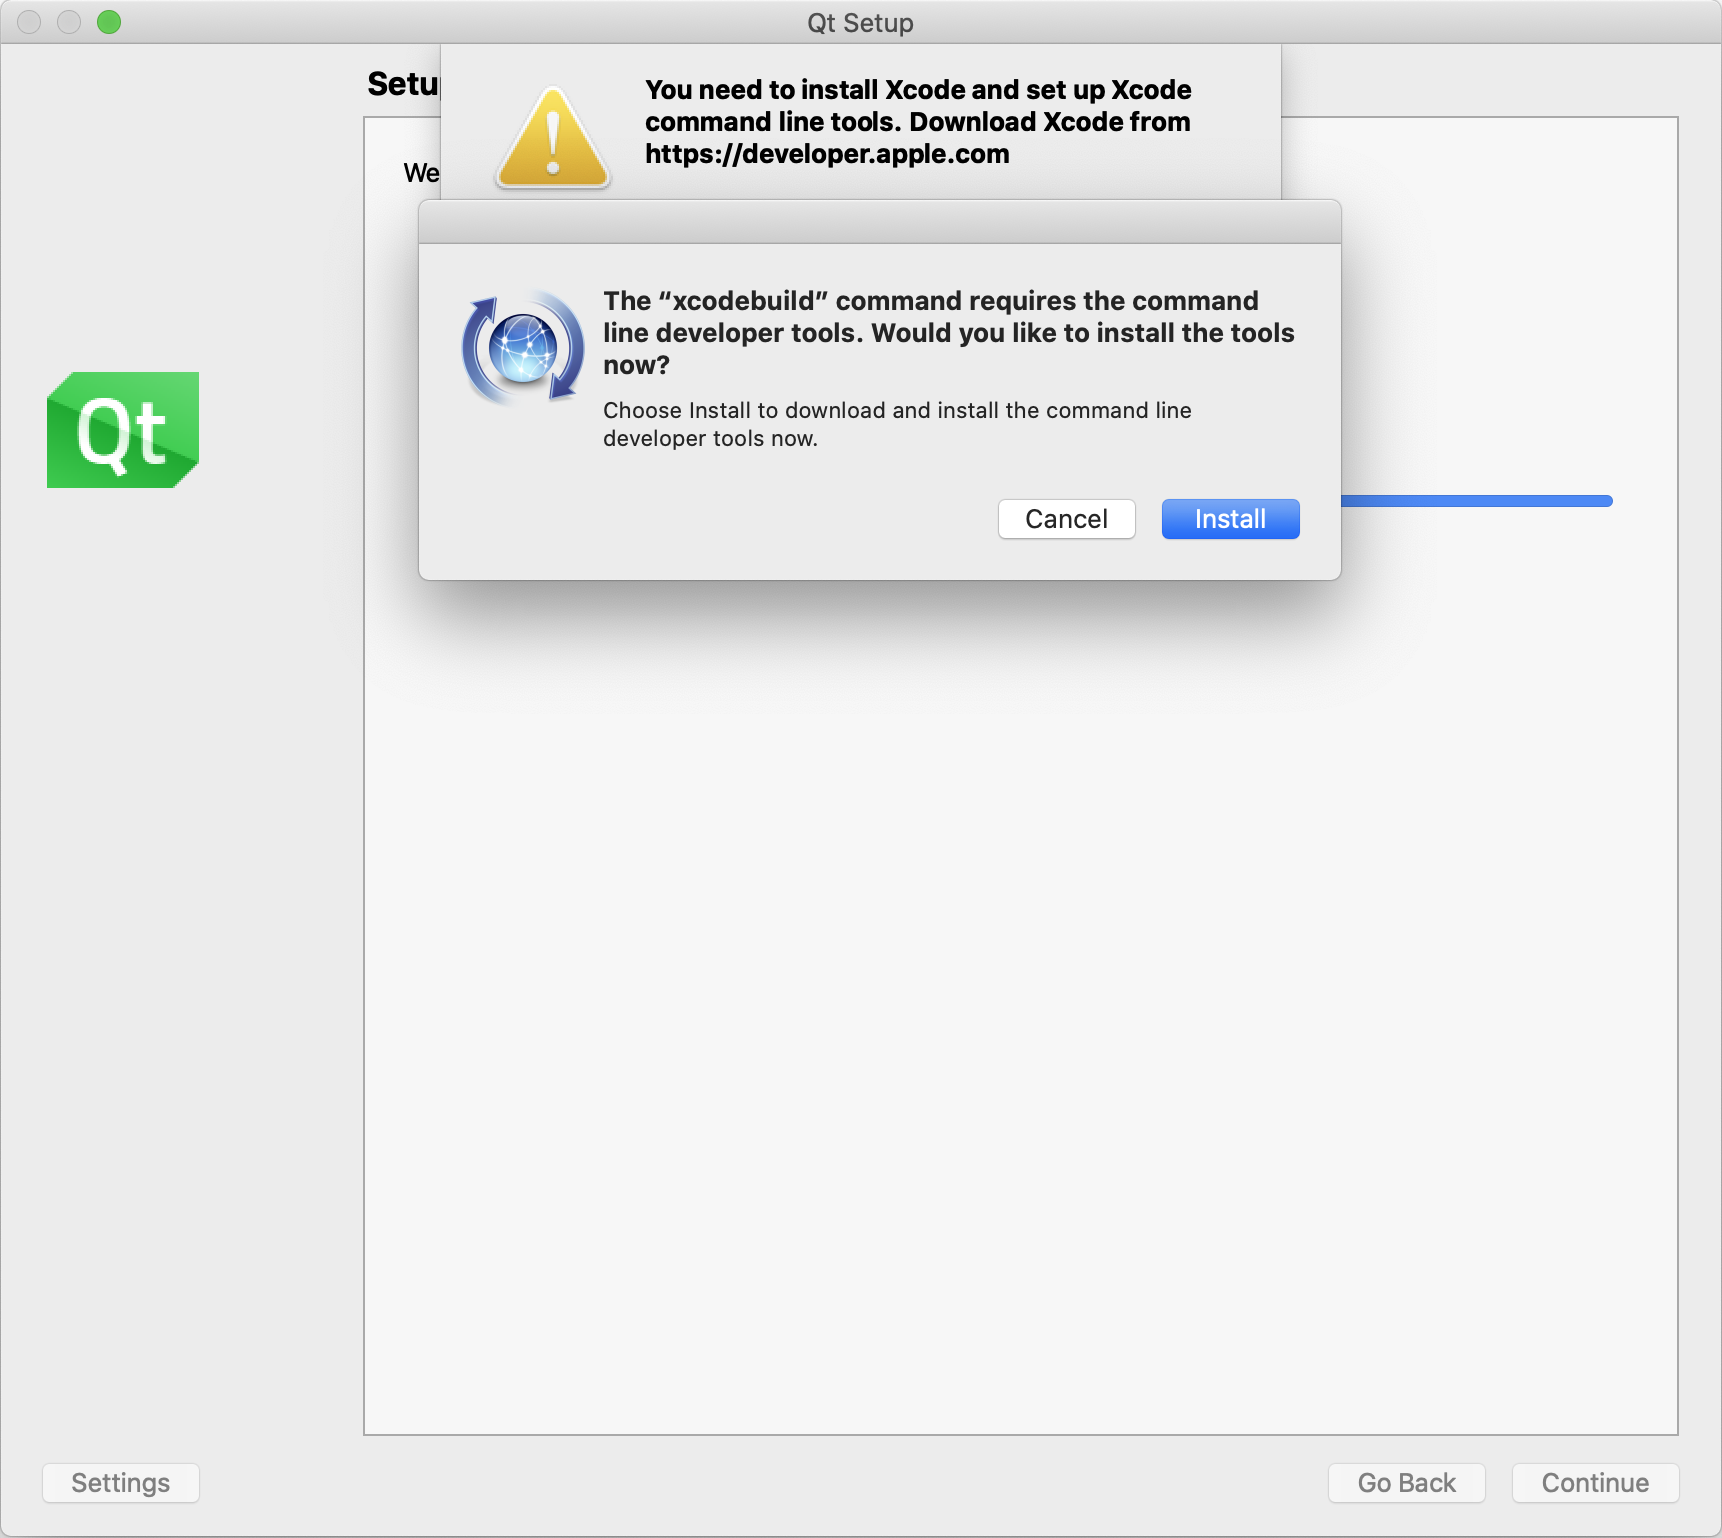 Qt Setup
Setu
You need to install Xcode and set up Xcode
command line tools. Download Xcode from
https://developer.apple.com
We
The “xcodebuild” command requires the command
line developer tools. Would you like to install the tools
now?
Choose Install to download and install the command line
developer tools now.
Qt
Cancel
Install
Settings
Go Back
Continue